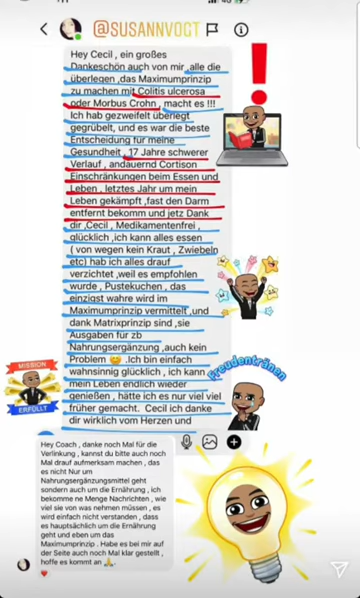 @SUSANNVOGT
Hey Cecil , ein großes
Dankeschön auch von mir ,alle die
überlegen ,das Maximumprinzip
zu machen mit Colitis ulcerosa
oder Morbus Crohn , macht es !!!
Ich hab gezweifelt überlegt
gegrübelt, und es war die beste
Entscheidung für meine
Gesundheit , 17 Jahre schwerer
Verlauf , andauernd Cortison
Einschränkungen beim Essen und
Leben , letztes Jahr um mein
Leben gekämpft ,fast den Darm
entfernt bekomm und jetz Dank
dir ,Cecil , Medikamentenfrei ,
glücklich ,ich kann alles essen
( von wegen kein Kraut , Zwiebeln
etc) hab ich alles drauf
verzichtet ,weil es empfohlen
wurde , Pustekuchen , das
einzigst wahre wird im
Maximumprinzip vermittelt ,und
dank Matrixprinzip sind ,sie
Ausgaben für zb
Nahrungsergänzung ,auch kein
Problem 😊 .Ich bin einfach
wahnsinnig glücklich , ich kann
mein Leben endlich wieder
genießen , hätte ich es nur viel viel
früher gemacht. Cecil ich danke
dir wirklich vom Herzen und
Freudentränen
MISSION
ERFÜLLT
Hey Coach , danke noch Mal für die
Verlinkung , kannst du bitte auch noch
Mal drauf aufmerksam machen , das
es nicht Nur um
Nahrungsergänzungsmittel geht
sondern auch um die Ernährung , ich
bekomme ne Menge Nachrichten , wie
viel sie von was nehmen müssen , es
wird einfach nicht verstanden , dass
es hauptsächlich um die Ernährung
geht und eben um das
Maximumprinzip . Habe es bei mir auf
der Seite auch noch Mal klar gestellt ,
hoffe es kommt an 🙏.
❤️